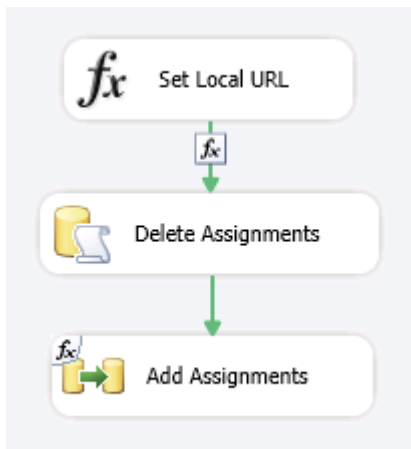 fx Set Local URL
fx
Delete Assignments
fx
Add Assignments